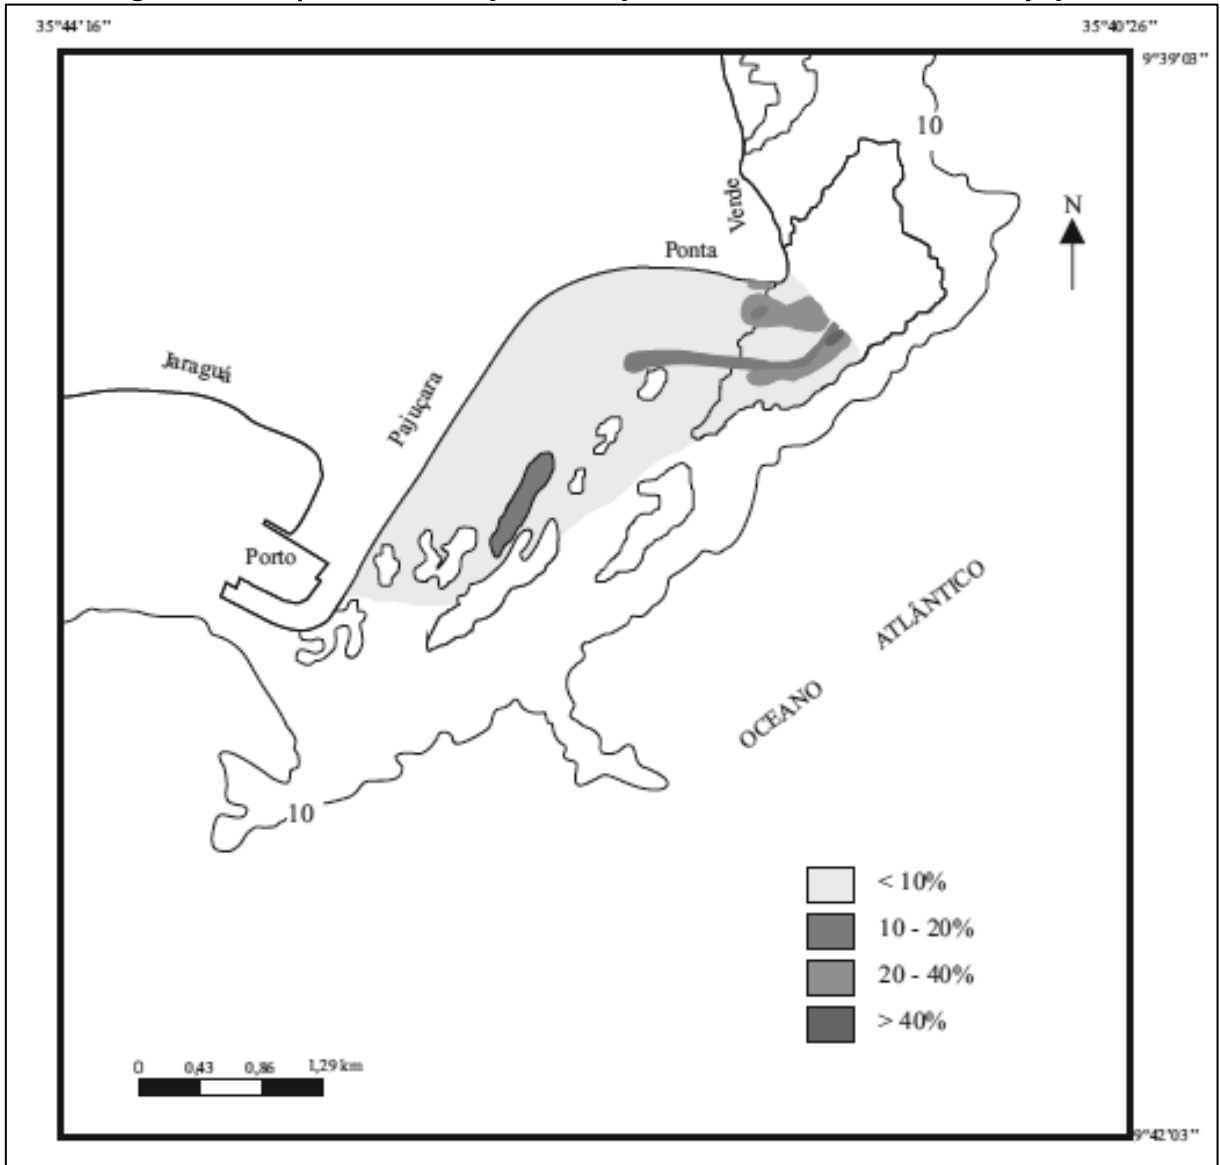 35°44'16"
35°40'26"
9°39'03"
10
N
Verde
Ponta
Jaraguá
Pajuçara
Porto
ATLÂNTICO
OCEANO
10
< 10%
10 - 20%
20 - 40%
> 40%
0 0,43 0,86 1,29 km
9°42'03"